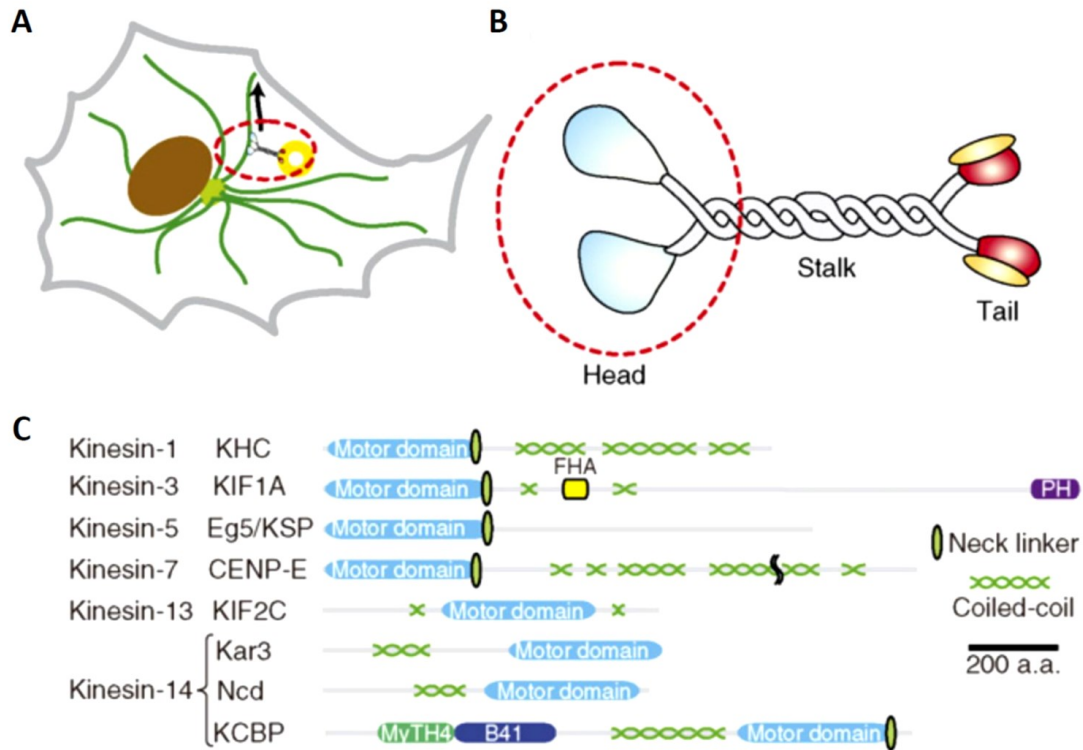 A
B
Head
Stalk
Tail
C
Kinesin-1 KHC Motor domain
FHA
Kinesin-3 KIF1A Motor domain PH
Kinesin-5 Eg5/KSP Motor domain
Kinesin-7 CENP-E Motor domain
Kinesin-13 KIF2C Motor domain
Kar3 Motor domain
Kinesin-14 Ncd Motor domain
KCBP MyTH4 B41 Motor domain
Neck linker
Coiled-coil
200 a.a.